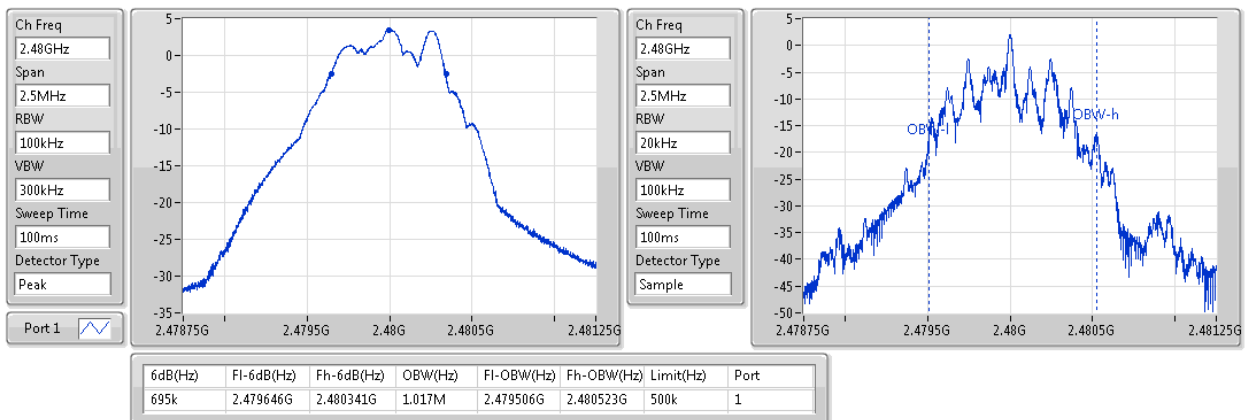 Ch Freq
2.48GHz
Span
2.5MHz
RBW
100kHz
VBW
300kHz
Sweep Time
100ms
Detector Type
Peak
Port 1
5
0
-5
-10
-15
-20
-25
-30
-35
2.47875G 2.4795G 2.48G 2.4805G 2.48125G
Ch Freq
2.48GHz
Span
2.5MHz
RBW
20kHz
VBW
100kHz
Sweep Time
100ms
Detector Type
Sample
5
0
-5
-10
-15
-20
-25
-30
-35
-40
-45
-50
OBW-l
OBW-h
2.47875G 2.4795G 2.48G 2.4805G 2.48125G
6dB(Hz) Fl-6dB(Hz) Fh-6dB(Hz) OBW(Hz) Fl-OBW(Hz) Fh-OBW(Hz) Limit(Hz) Port
695k 2.479646G 2.480341G 1.017M 2.479506G 2.480523G 500k 1